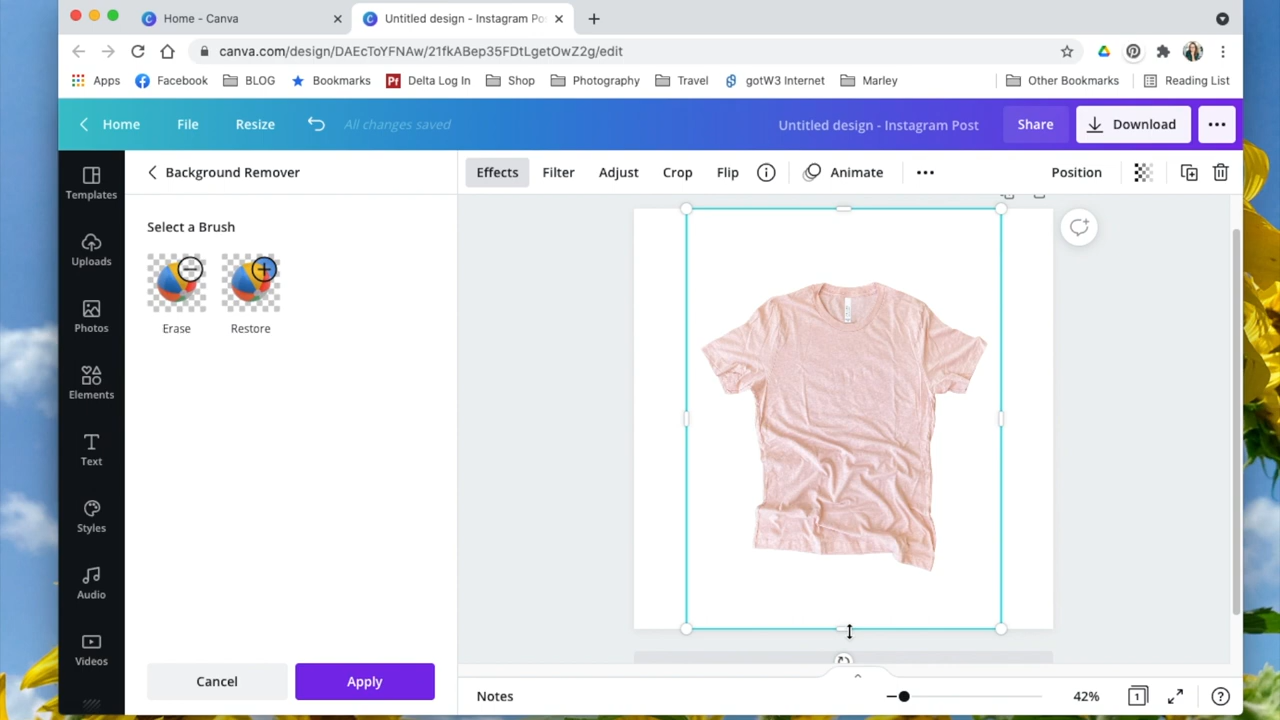 Home - Canva
Untitled design - Instagram Po
canva.com/design/DAEcToYFNAw/21fkABep35FDtLgetOwZ2g/edit
Apps Facebook BLOG Bookmarks Delta Log In Shop Photography Travel gotW3 Internet Marley Other Bookmarks Reading List
Home File Resize All changes saved Untitled design - Instagram Post Share Download
Background Remover
Effects Filter Adjust Crop Flip Animate Position
Templates
Uploads
Photos
Elements
Text
Styles
Audio
Videos
Select a Brush
Erase Restore
Cancel Apply
Notes 42% 1